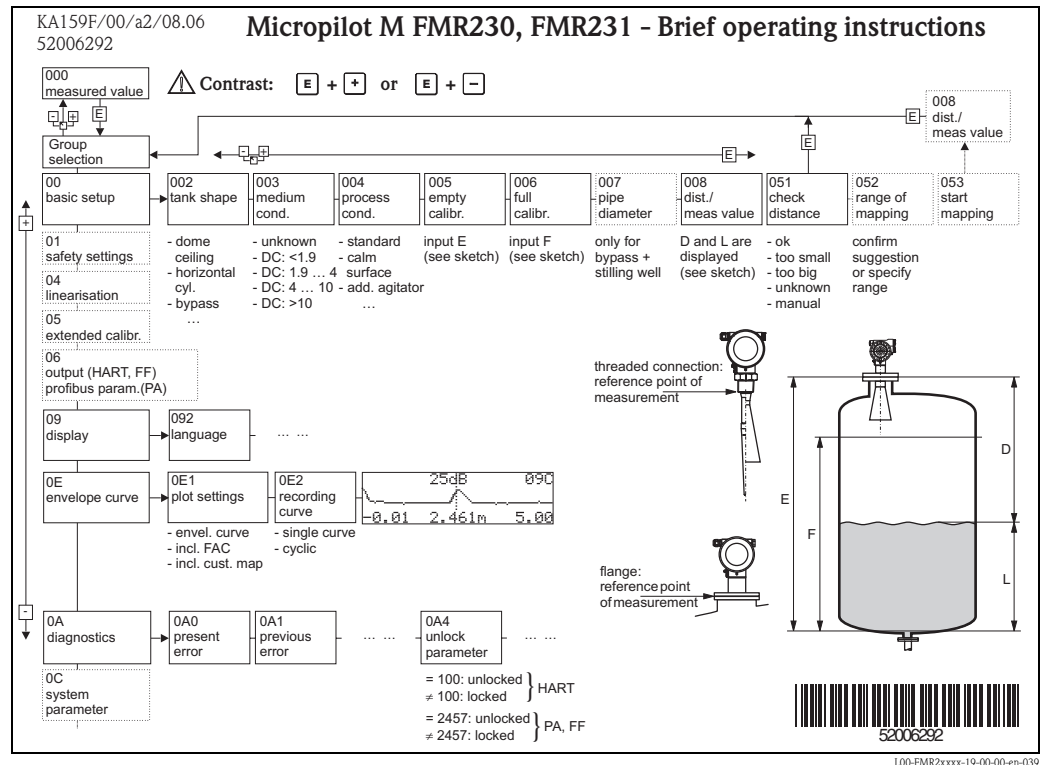 KA159F/00/a2/08.06
52006292
Micropilot M FMR230, FMR231 - Brief operating instructions
000
measured value
Contrast: E + + or E + −
- +
E
Group
selection
- +
E
E
E
008
dist./
meas value
00
basic setup
002
tank shape
003
medium
cond.
004
process
cond.
005
empty
calibr.
006
full
calibr.
007
pipe
diameter
008
dist./
meas value
051
check
distance
052
range of
mapping
053
start
mapping
+
- dome
ceiling
- horizontal
cyl.
- bypass
…
- unknown
- DC: <1.9
- DC: 1.9 … 4
- DC: 4 … 10
- DC: >10
- standard
- calm
surface
- add. agitator
…
input E
(see sketch)
input F
(see sketch)
only for
bypass +
stilling well
D and L are
displayed
(see sketch)
- ok
- too small
- too big
- unknown
- manual
confirm
suggestion
or specify
range
01
safety settings
04
linearisation
05
extended calibr.
06
output (HART, FF)
profibus param.(PA)
09
display
092
language
… …
0E
envelope curve
0E1
plot settings
0E2
recording
curve
25dB 09C
-0.01 2.461m 5.00
- envel. curve
- incl. FAC
- incl. cust. map
- single curve
- cyclic
threaded connection:
reference point of
measurement
flange:
reference point
of measurement
E
F
D
L
-
0A
diagnostics
0A0
present
error
0A1
previous
error
… …
0A4
unlock
parameter
… …
0C
system
parameter
= 100: unlocked
≠ 100: locked
HART
= 2457: unlocked
≠ 2457: locked
PA, FF
52006292
L00-FMR2xxxx-19-00-00-en-039